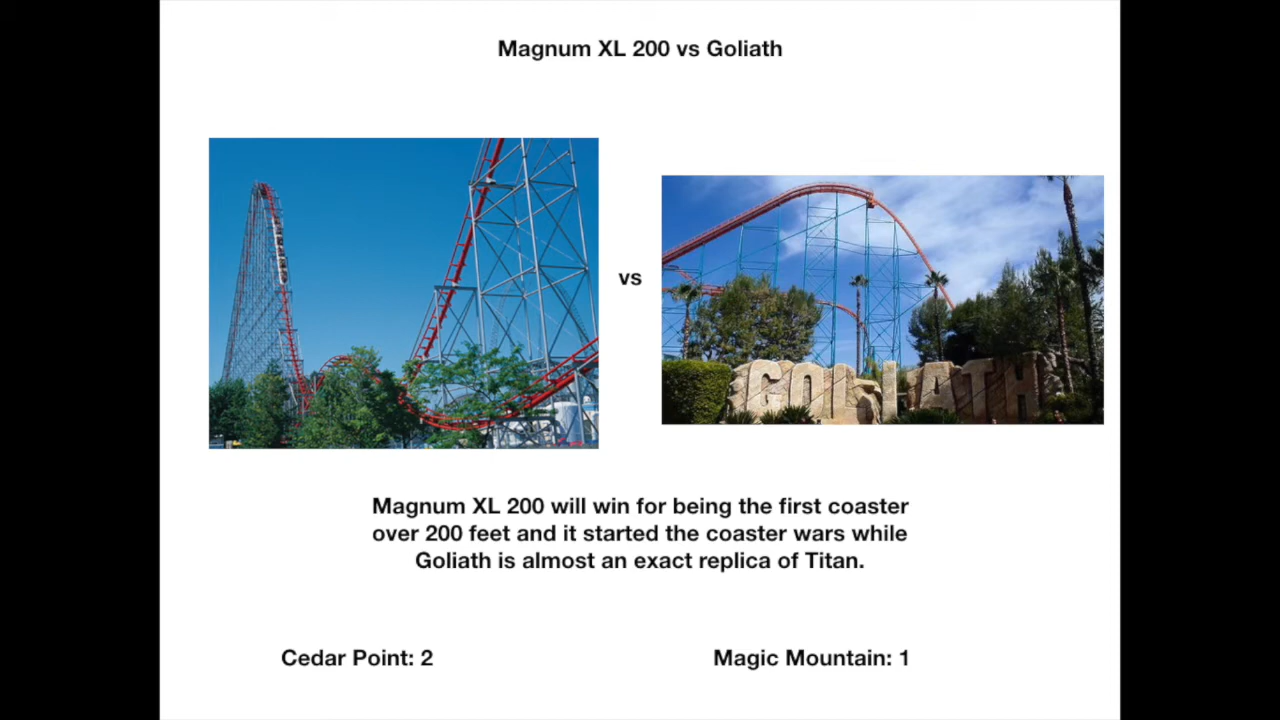 Magnum XL 200 vs Goliath
vs
GOLIATH
Magnum XL 200 will win for being the first coaster
over 200 feet and it started the coaster wars while
Goliath is almost an exact replica of Titan.
Cedar Point: 2
Magic Mountain: 1